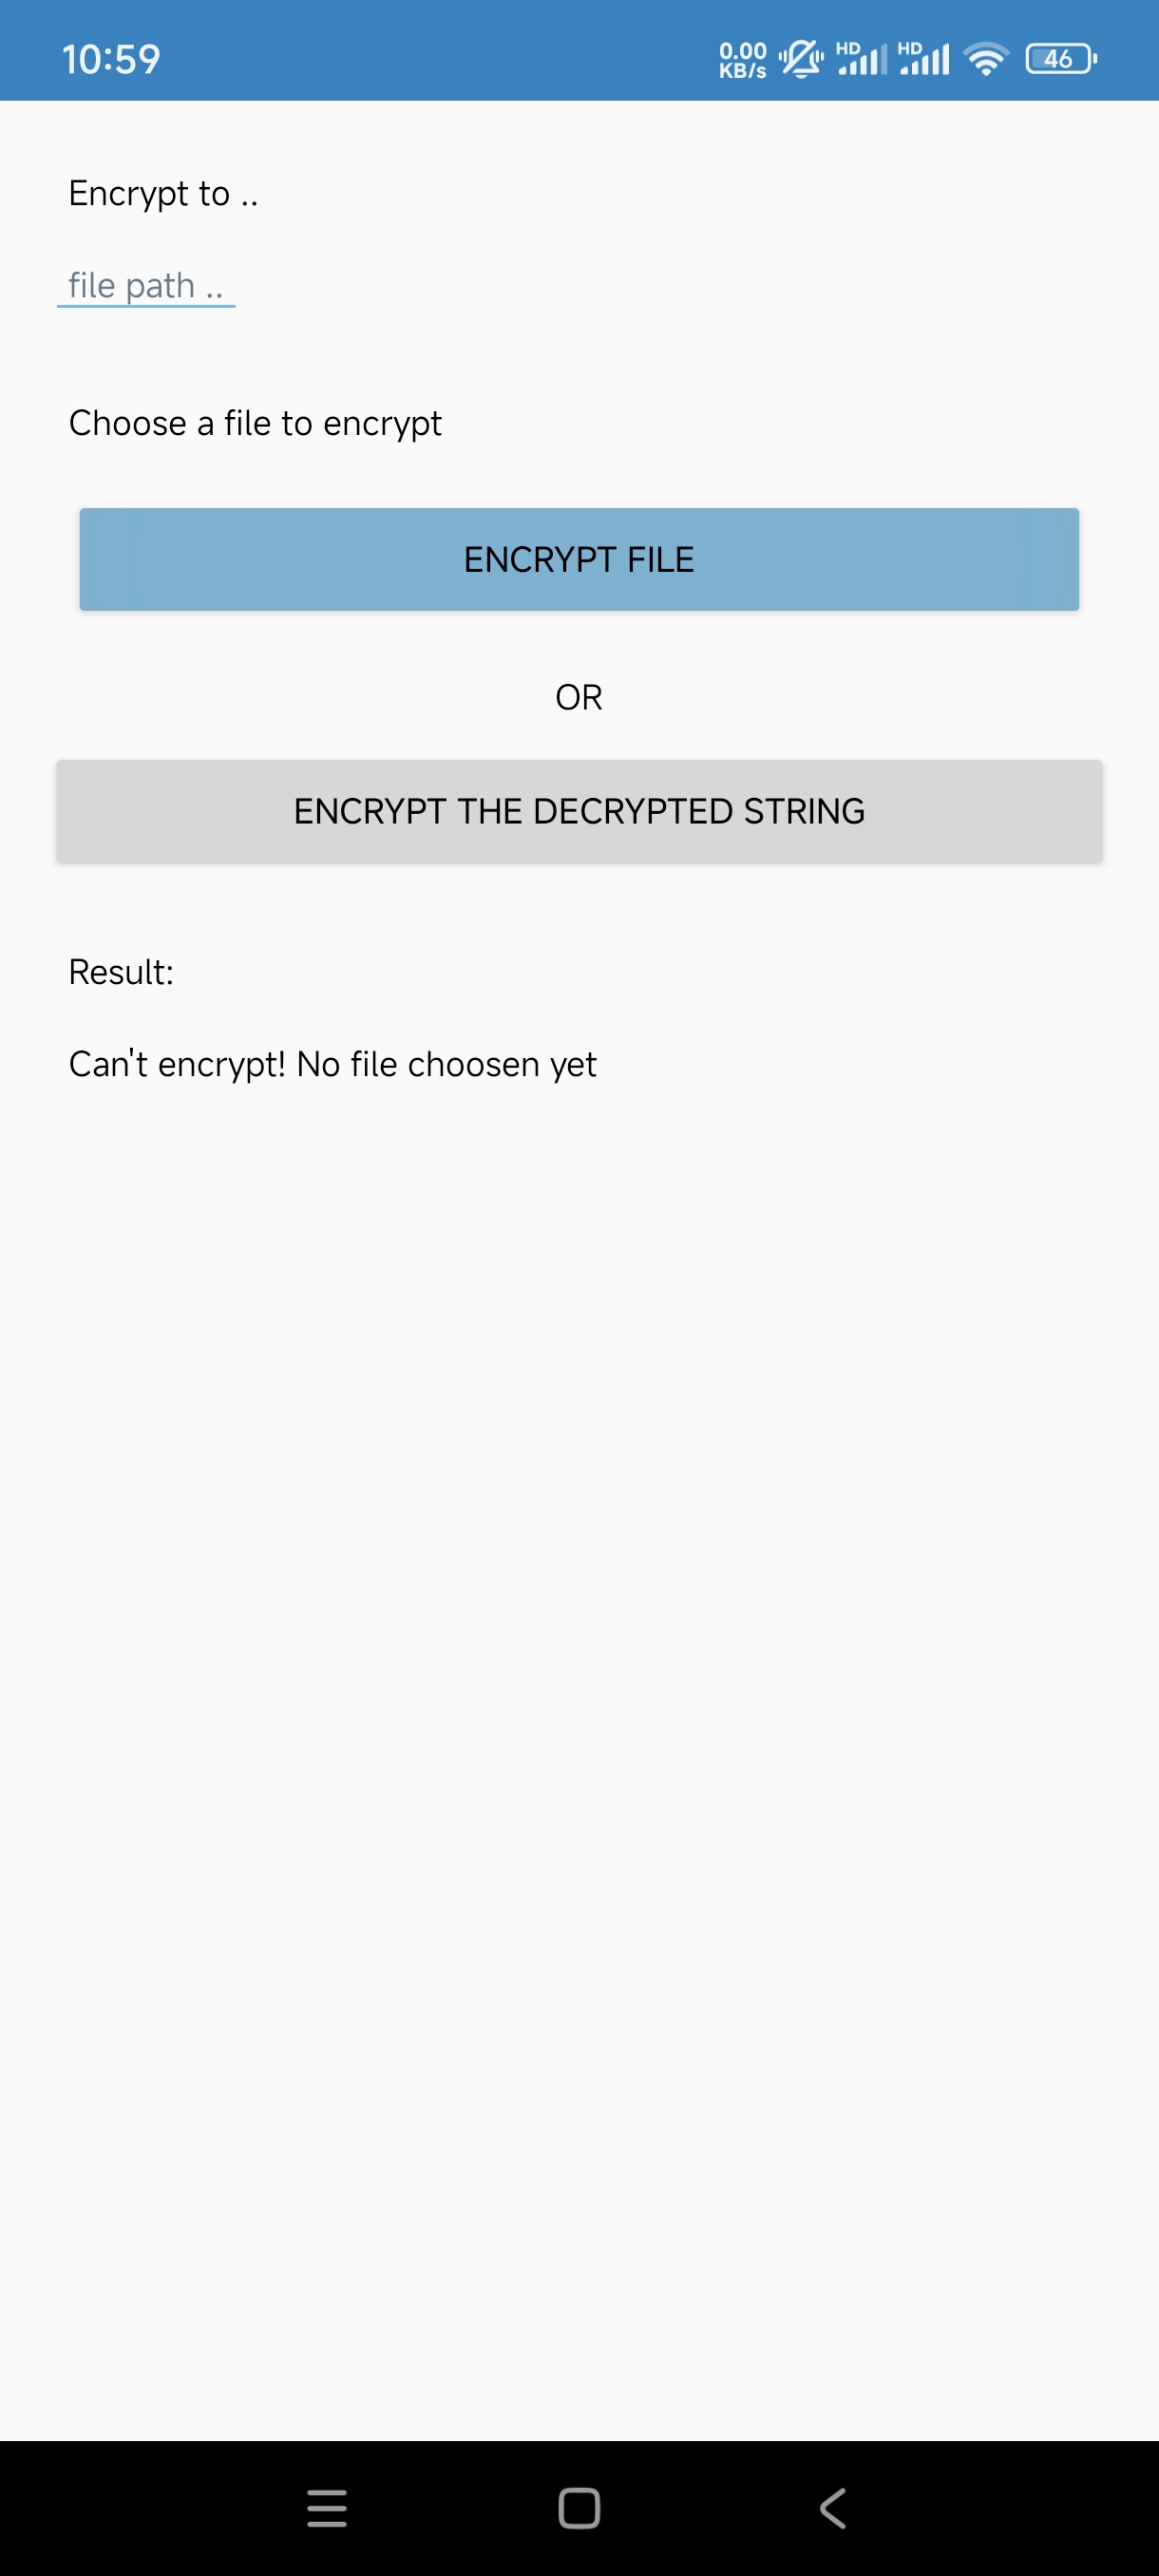 10:59
0.00
KB/s
HD
HD
46
Encrypt to ..
file path ..
Choose a file to encrypt
ENCRYPT FILE
OR
ENCRYPT THE DECRYPTED STRING
Result:
Can't encrypt! No file choosen yet